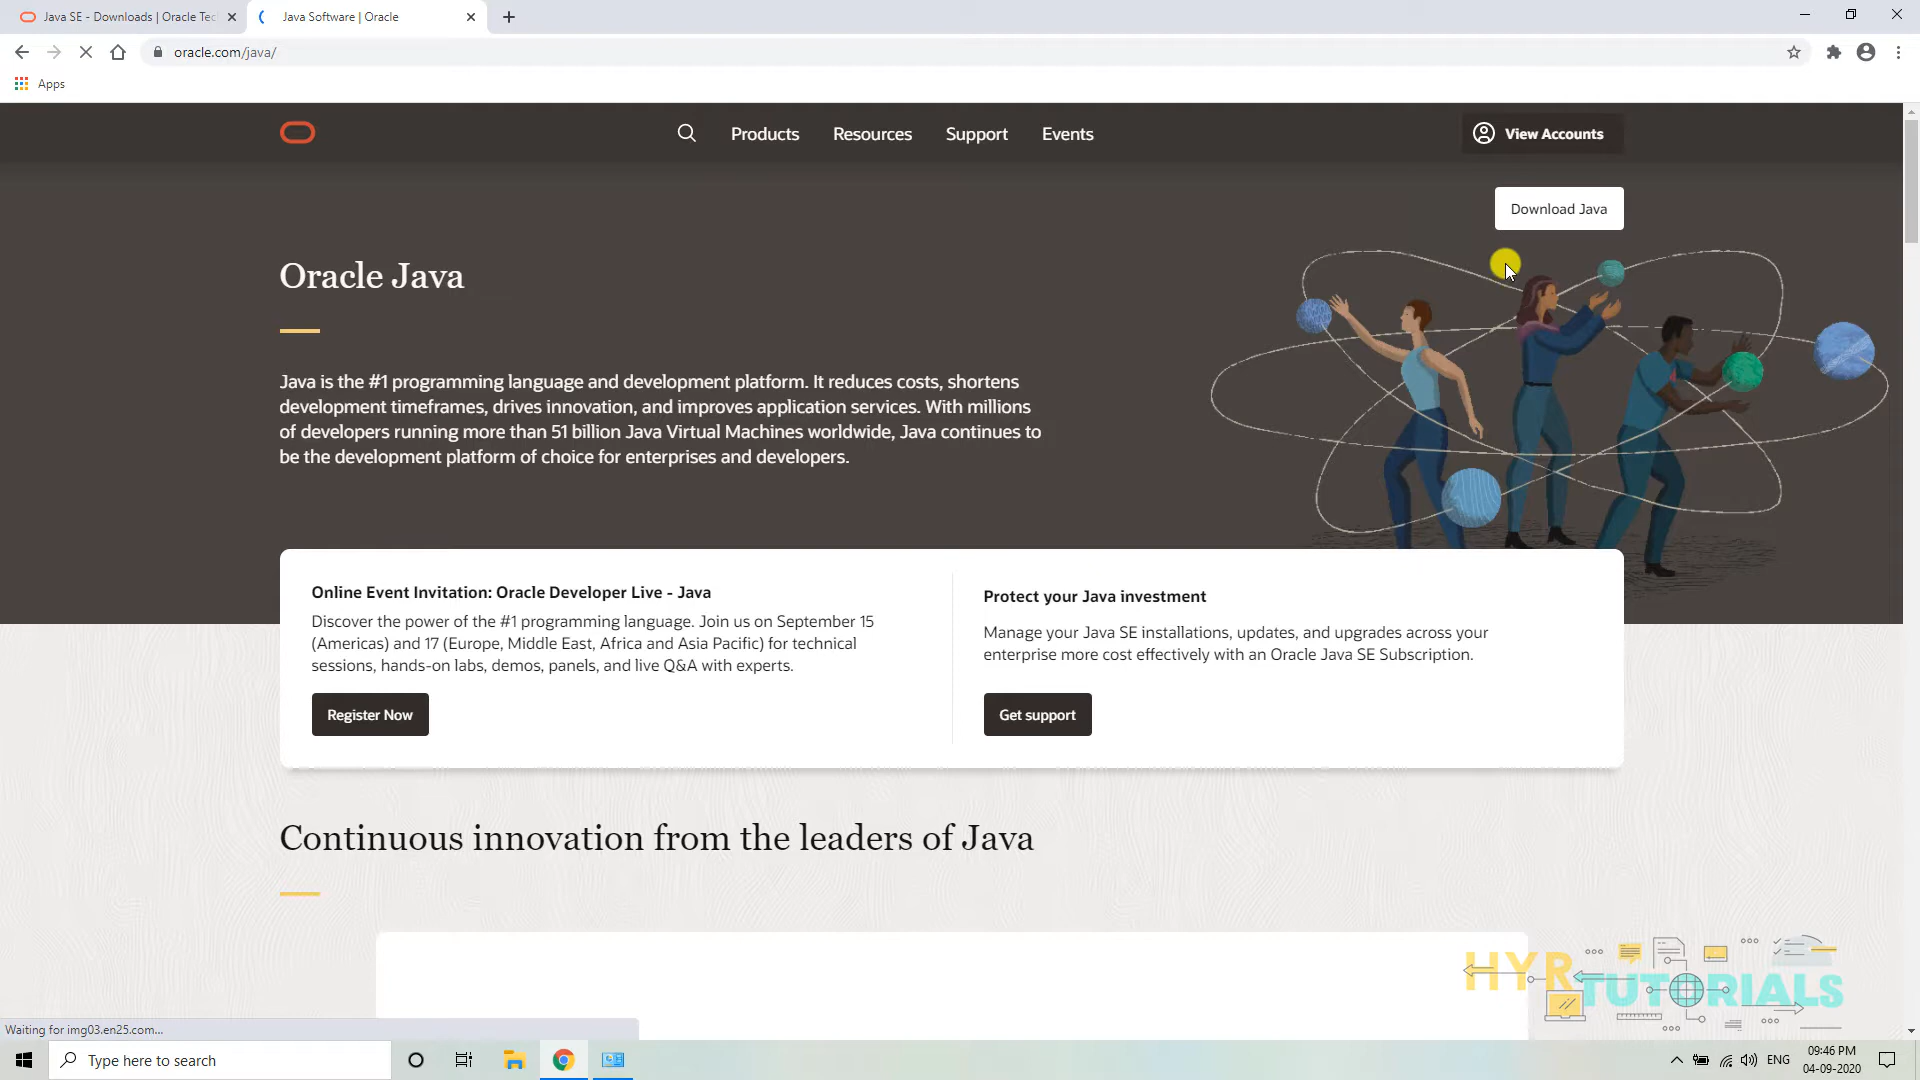 Java SE - Downloads | Oracle Tec
Java Software | Oracle
oracle.com/java/
Apps
Products
Resources
Support
Events
View Accounts
Download Java
Oracle Java
Java is the #1 programming language and development platform. It reduces costs, shortens
development timeframes, drives innovation, and improves application services. With millions
of developers running more than 51 billion Java Virtual Machines worldwide, Java continues to
be the development platform of choice for enterprises and developers.
Online Event Invitation: Oracle Developer Live - Java
Discover the power of the #1 programming language. Join us on September 15
(Americas) and 17 (Europe, Middle East, Africa and Asia Pacific) for technical
sessions, hands-on labs, demos, panels, and live Q&A with experts.
Register Now
Protect your Java investment
Manage your Java SE installations, updates, and upgrades across your
enterprise more cost effectively with an Oracle Java SE Subscription.
Get support
Continuous innovation from the leaders of Java
HYR
TUTORIALS
Waiting for img03.en25.com...
Type here to search
ENG
09:46 PM
04-09-2020